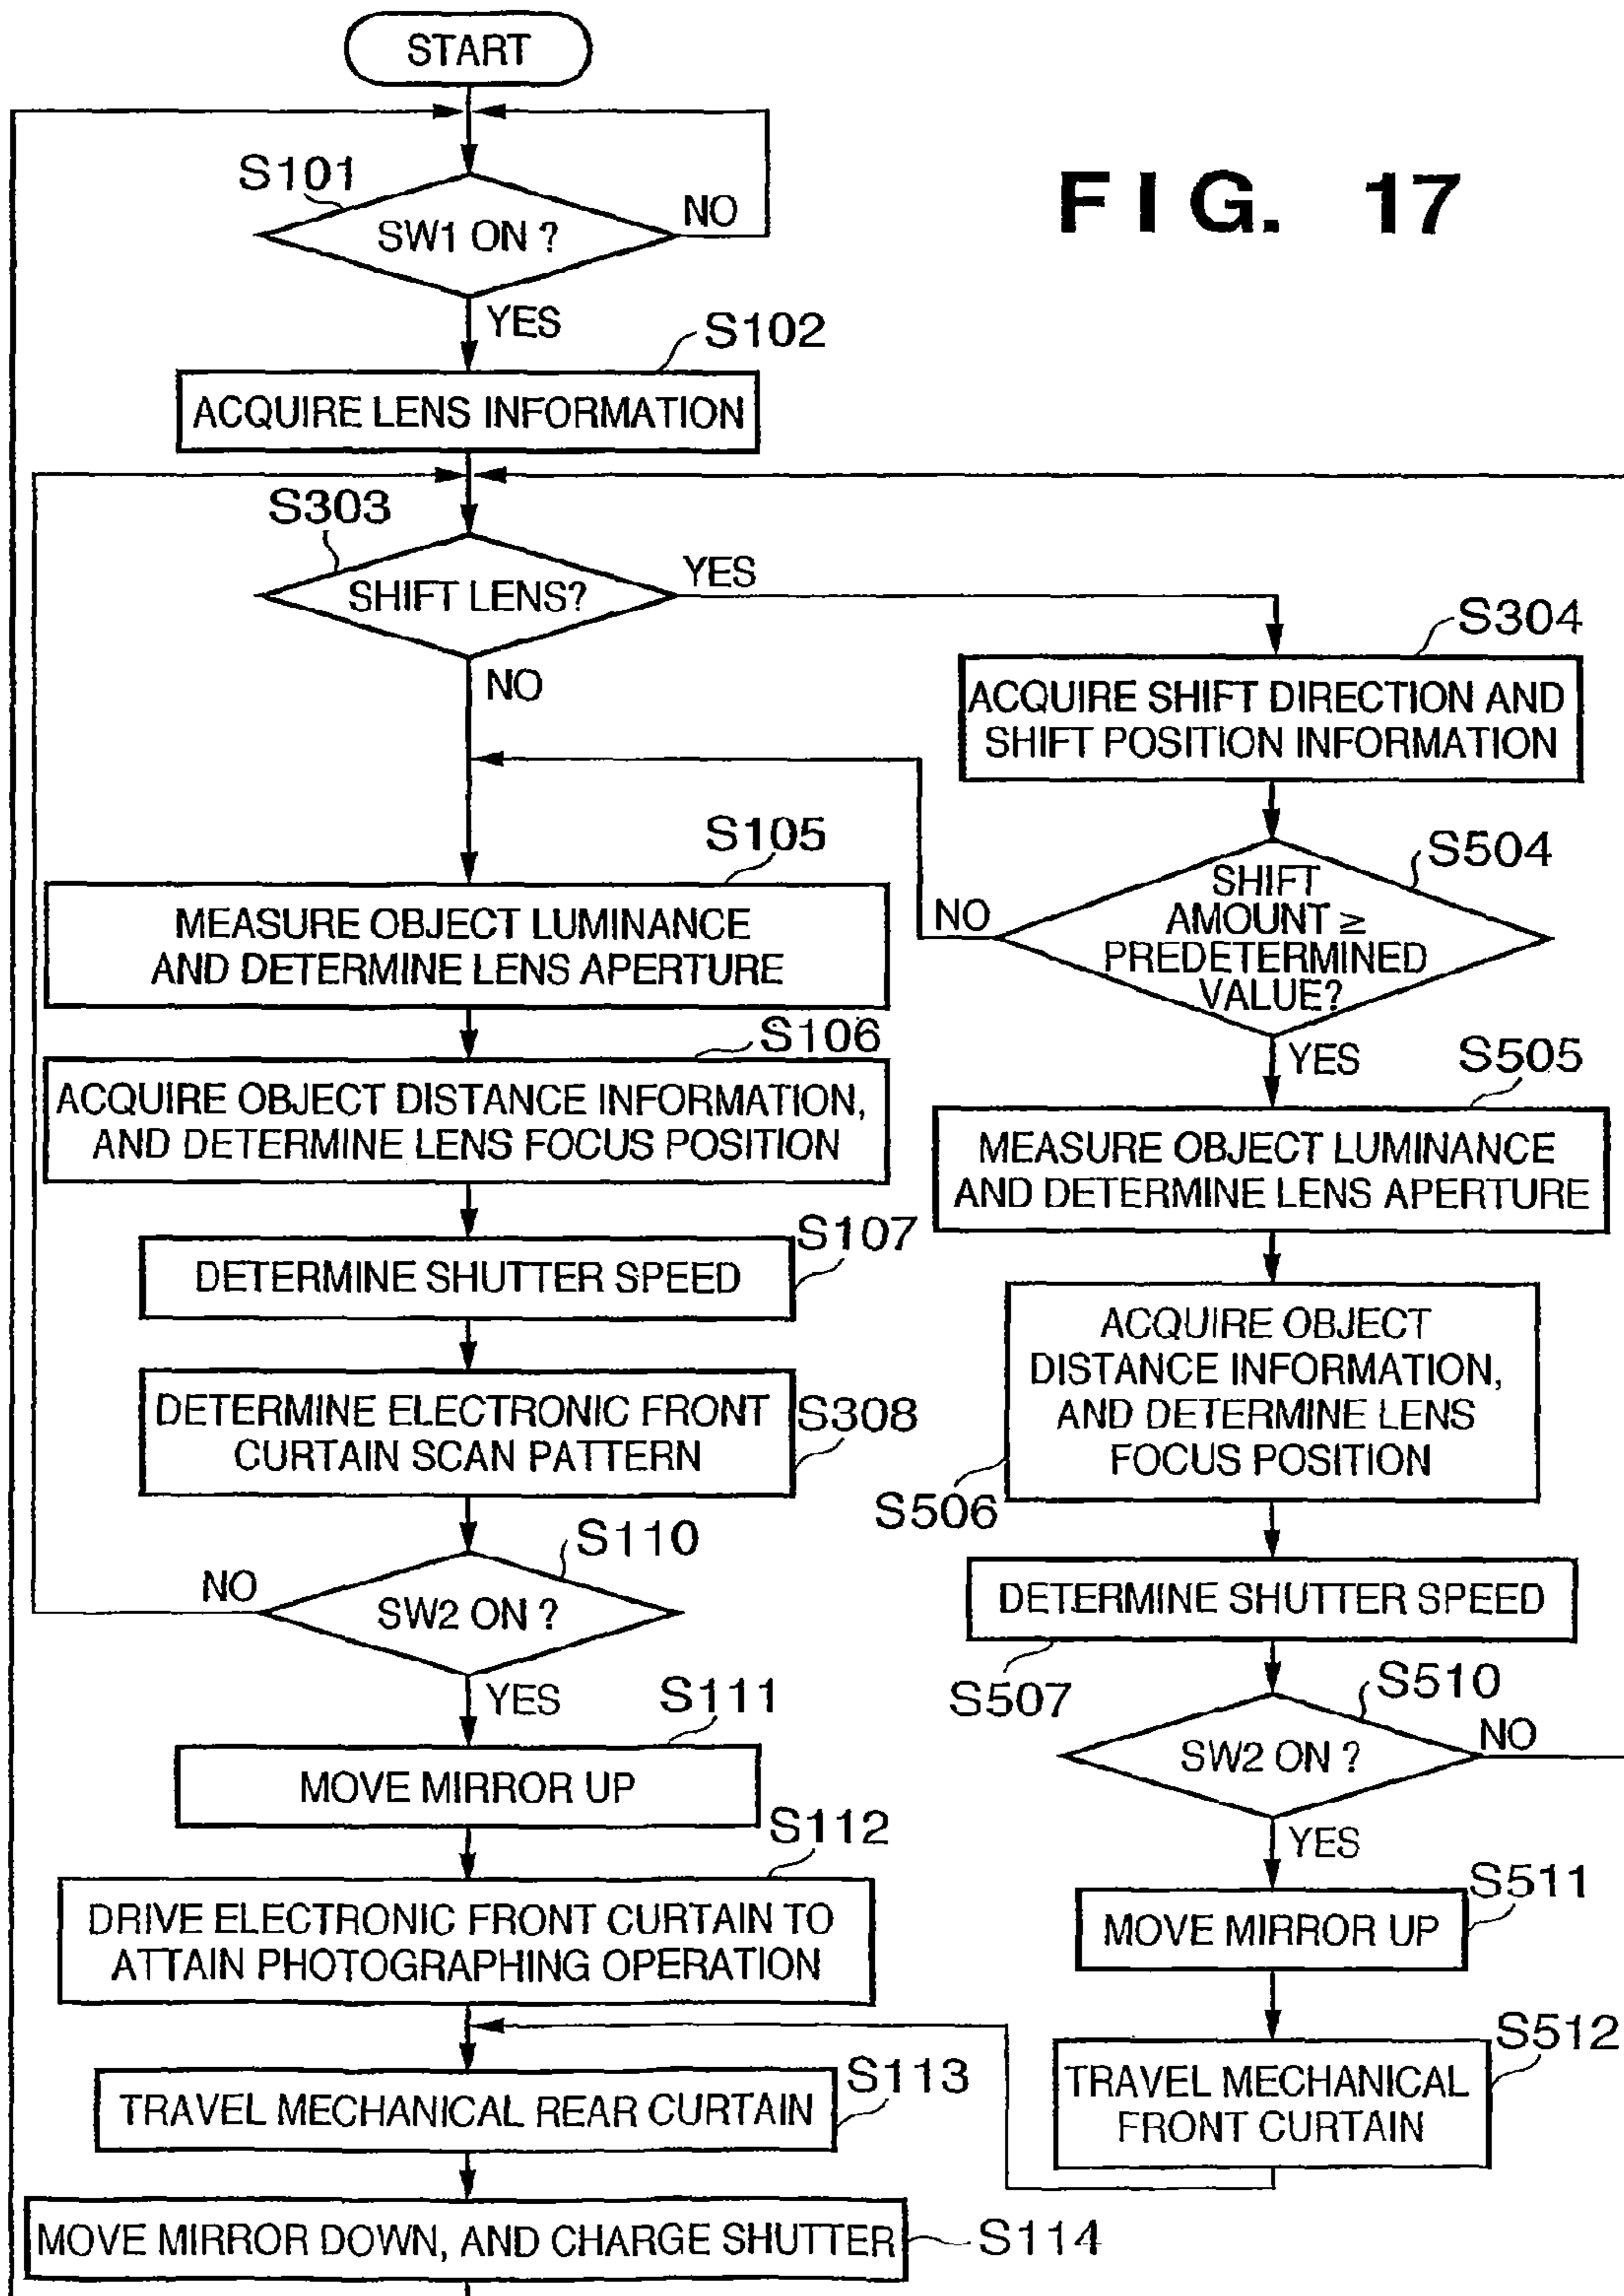 START
FIG. 17
S101
SW1 ON ?
NO
YES
S102
ACQUIRE LENS INFORMATION
S303
SHIFT LENS?
YES
NO
S304
ACQUIRE SHIFT DIRECTION AND
SHIFT POSITION INFORMATION
S504
SHIFT
AMOUNT ≥
PREDETERMINED
VALUE?
NO
YES
S105
MEASURE OBJECT LUMINANCE
AND DETERMINE LENS APERTURE
S106
ACQUIRE OBJECT DISTANCE INFORMATION,
AND DETERMINE LENS FOCUS POSITION
S107
DETERMINE SHUTTER SPEED
S308
DETERMINE ELECTRONIC FRONT
CURTAIN SCAN PATTERN
S110
SW2 ON ?
NO
YES
S111
MOVE MIRROR UP
S112
DRIVE ELECTRONIC FRONT CURTAIN TO
ATTAIN PHOTOGRAPHING OPERATION
S113
TRAVEL MECHANICAL REAR CURTAIN
MOVE MIRROR DOWN, AND CHARGE SHUTTER
S114
S505
MEASURE OBJECT LUMINANCE
AND DETERMINE LENS APERTURE
ACQUIRE OBJECT
DISTANCE INFORMATION,
AND DETERMINE LENS
FOCUS POSITION
S506
DETERMINE SHUTTER SPEED
S507
S510
SW2 ON ?
NO
YES
S511
MOVE MIRROR UP
S512
TRAVEL MECHANICAL
FRONT CURTAIN